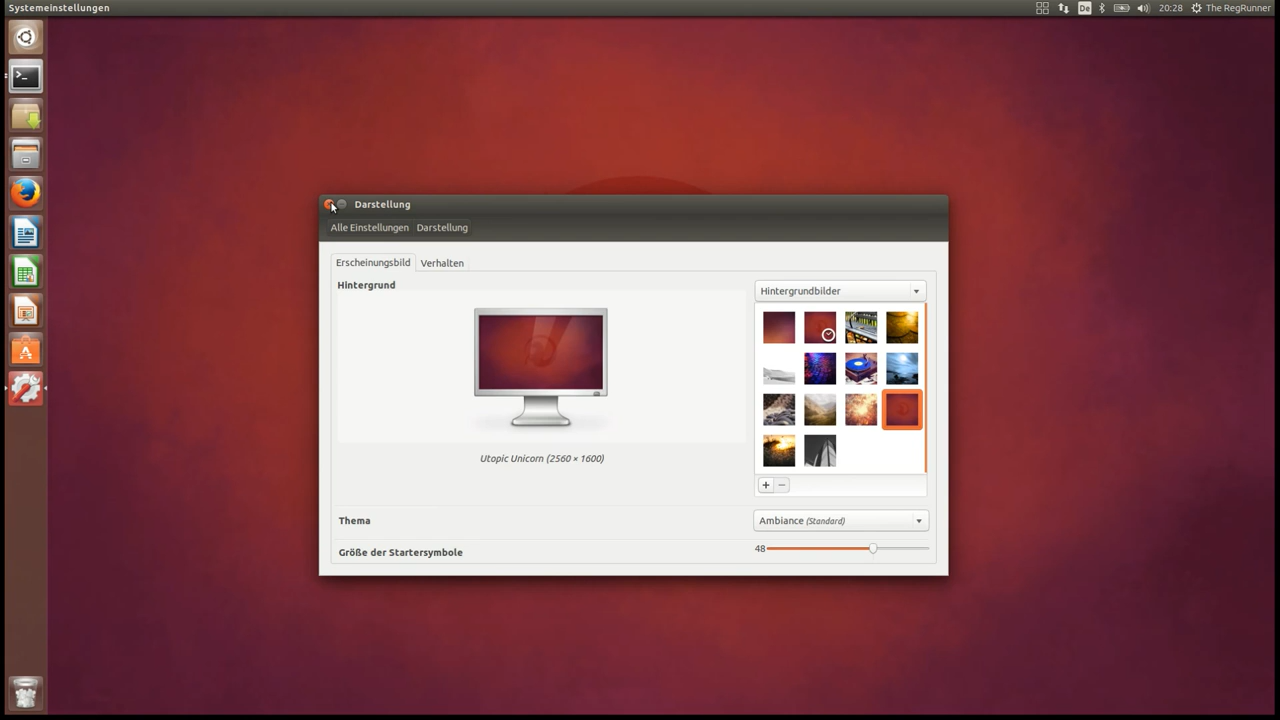 Systemeinstellungen
De
20:28
The RegRunner
Darstellung
Alle Einstellungen
Darstellung
Erscheinungsbild
Verhalten
Hintergrund
Hintergrundbilder
Utopic Unicorn (2560 × 1600)
Thema
Ambiance (Standard)
Größe der Startersymbole
48